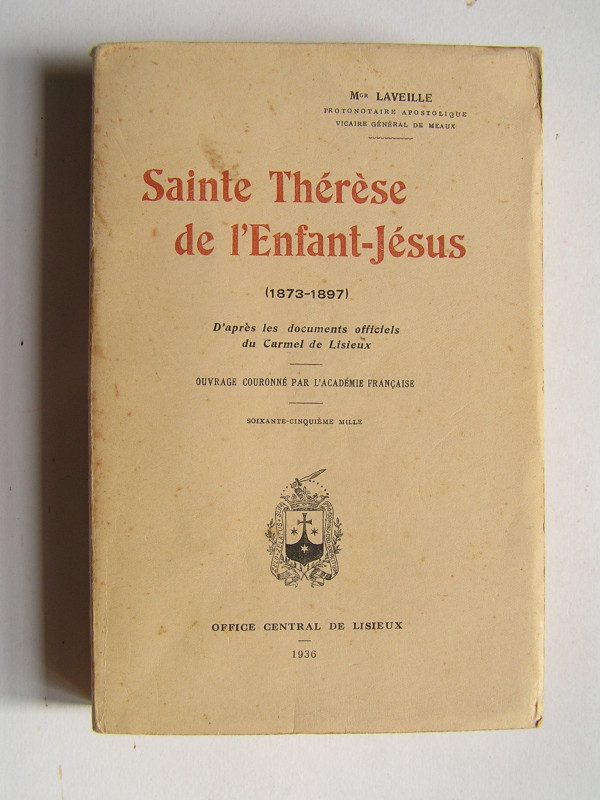 Mgr LAVEILLE
PROTONOTAIRE APOSTOLIQUE
VICAIRE GÉNÉRAL DE MEAUX
Sainte Thérèse
de l'Enfant-Jésus
(1873-1897)
D'après les documents officiels
du Carmel de Lisieux
OUVRAGE COURONNÉ PAR L'ACADÉMIE FRANÇAISE
SOIXANTE-CINQUIÈME MILLE
OFFICE CENTRAL DE LISIEUX
1936